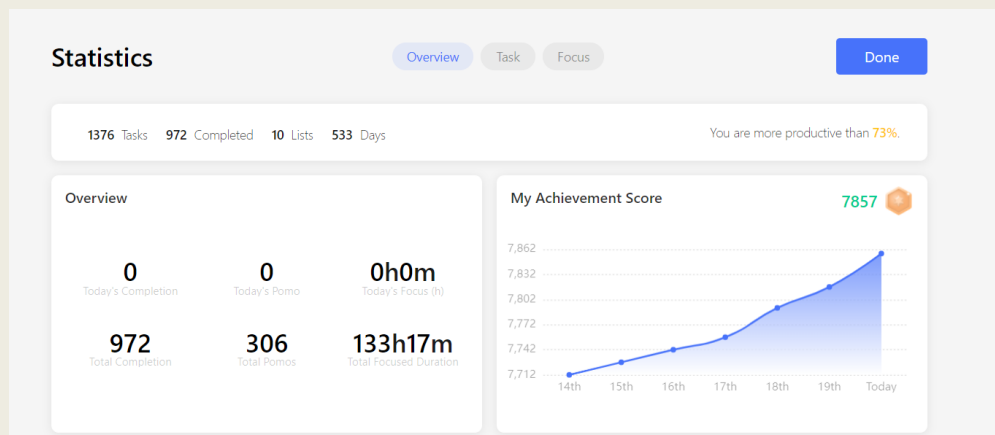 Statistics
Overview Task Focus
Done
1376 Tasks 972 Completed 10 Lists 533 Days
You are more productive than 73%.
Overview
0 0 0h0m
Today's Completion Today's Pomo Today's Focus (h)
972 306 133h17m
Total Completion Total Pomos Total Focused Duration
My Achievement Score
7857
7,862
7,832
7,802
7,772
7,742
7,712
14th 15th 16th 17th 18th 19th Today